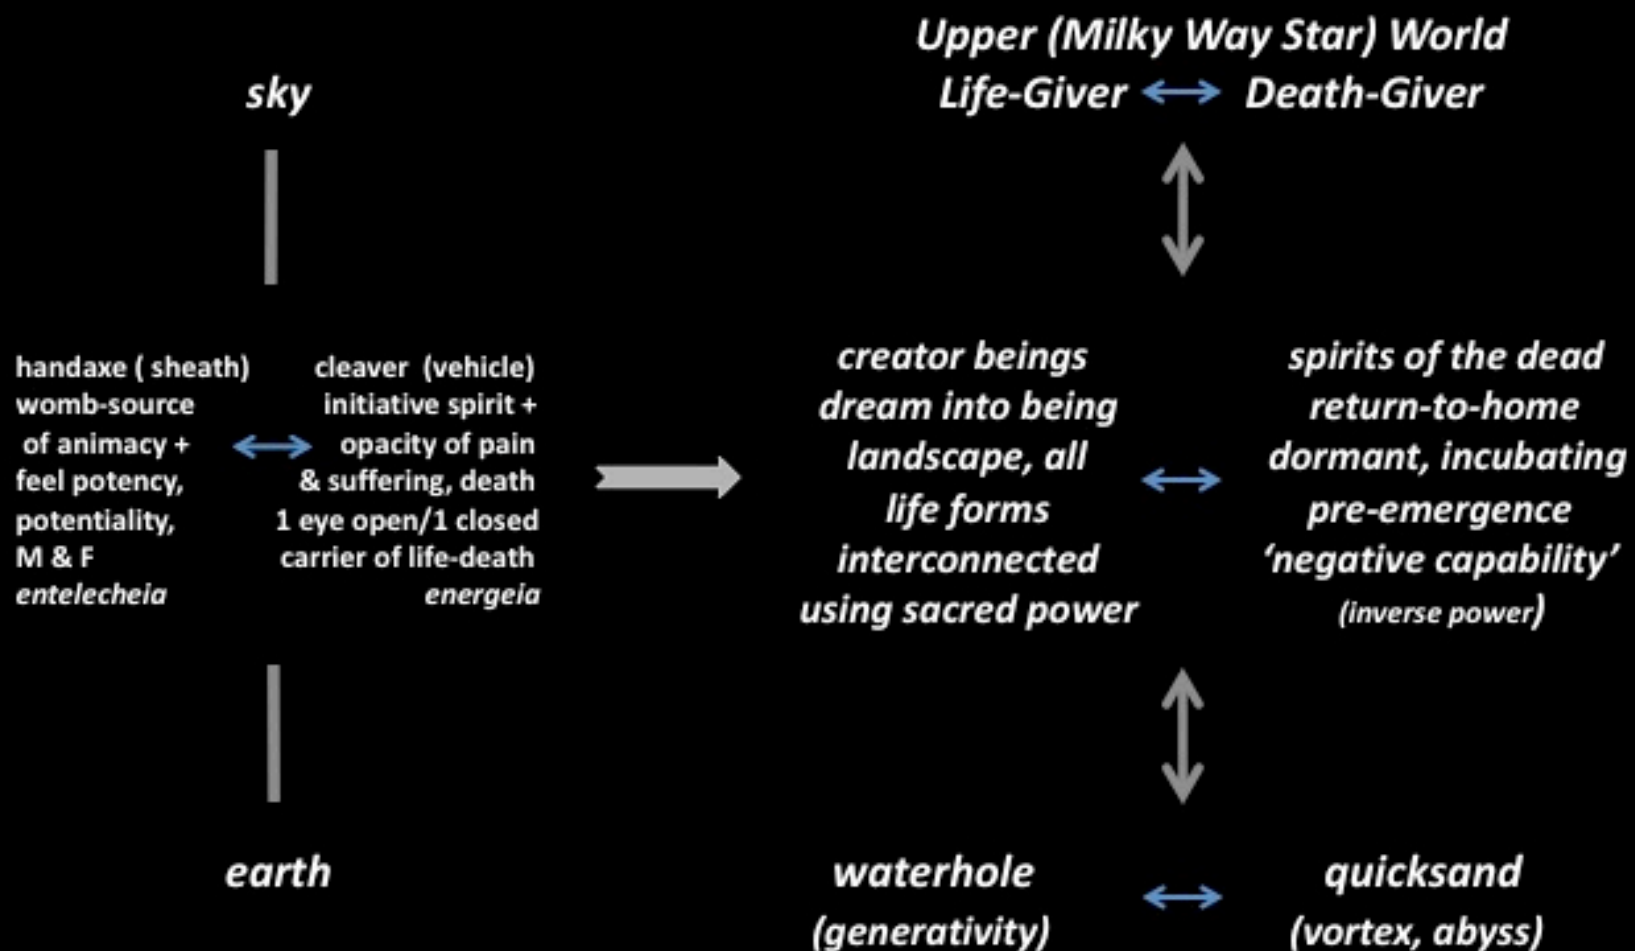 sky
handaxe ( sheath)
womb-source
of animacy +
feel potency,
potentiality,
M & F
entelecheia
cleaver (vehicle)
initiative spirit +
opacity of pain
& suffering, death
1 eye open/1 closed
carrier of life-death
energeia
earth
Upper (Milky Way Star) World
Life-Giver Death-Giver
creator beings
dream into being
landscape, all
life forms
interconnected
using sacred power
spirits of the dead
return-to-home
dormant, incubating
pre-emergence
‘negative capability’
(inverse power)
waterhole
(generativity)
quicksand
(vortex, abyss)